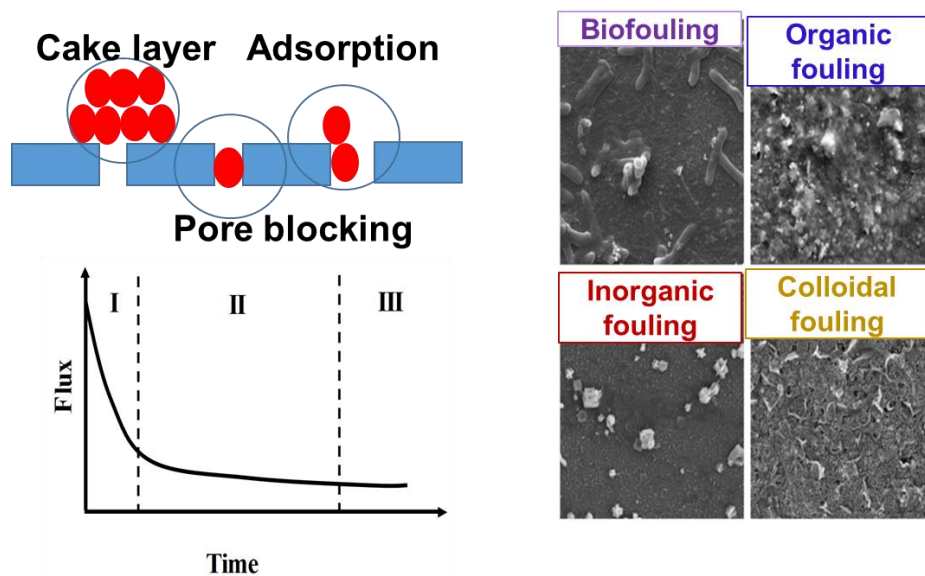 Cake layer
Adsorption
Pore blocking
I
II
III
Flux
Time
Biofouling
Organic
fouling
Inorganic
fouling
Colloidal
fouling